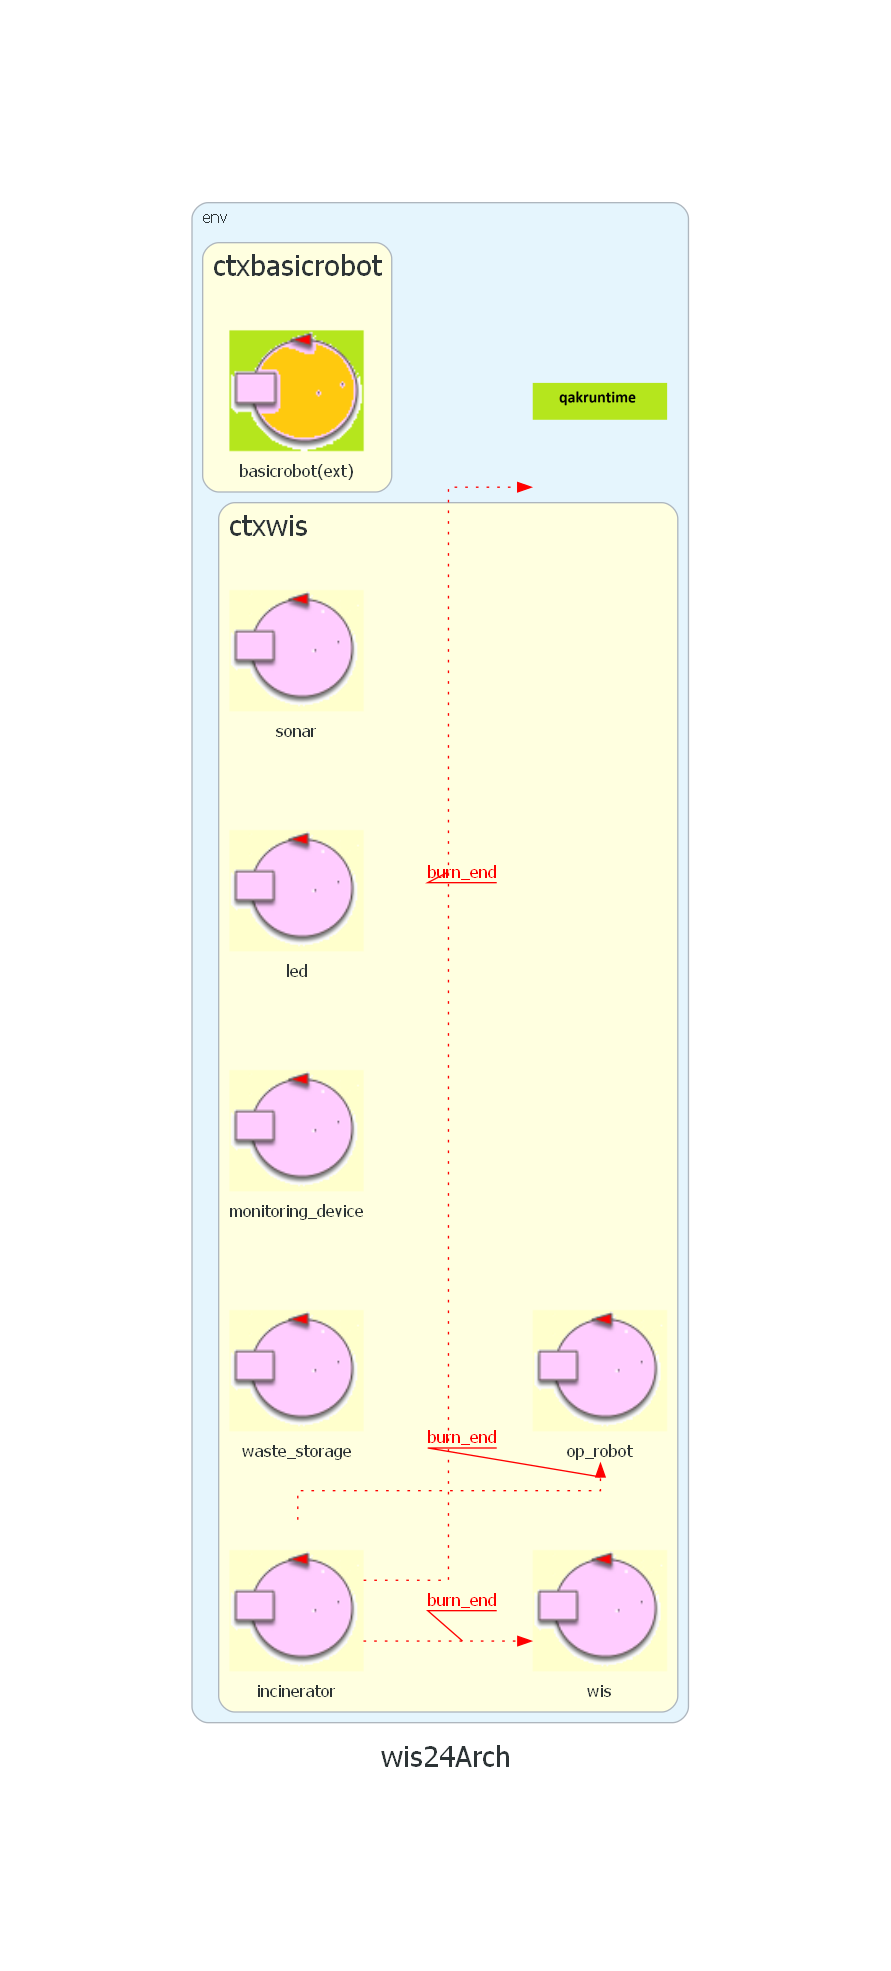 env
ctxbasicrobot
qakruntime
basicrobot(ext)
ctxwis
sonar
burn_end
led
monitoring_device
burn_end
waste_storage
op_robot
burn_end
incinerator
wis
wis24Arch